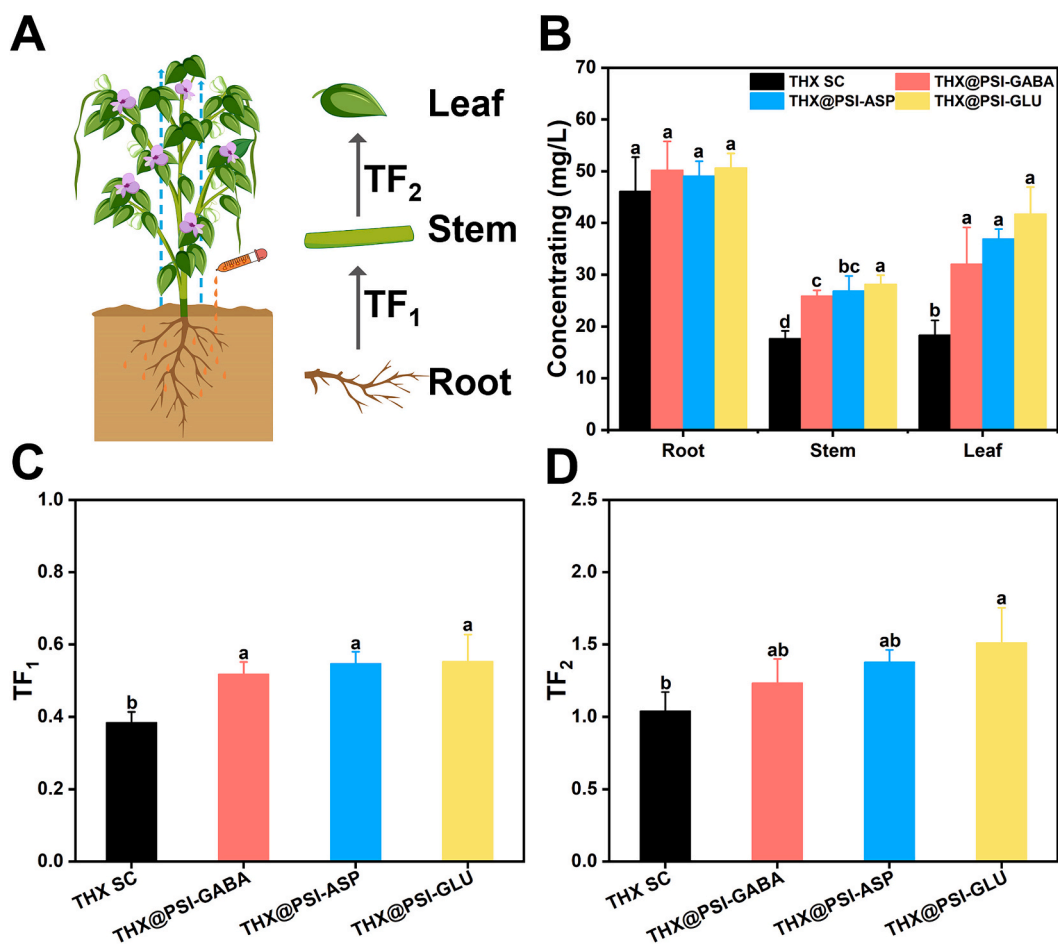 A
Leaf
TF2
Stem
TF1
Root
B
THX SC
THX@PSI-GABA
THX@PSI-ASP
THX@PSI-GLU
Concentrating (mg/L)
70
60
50
40
30
20
10
0
a a a a
d c bc a
b a a a
Root Stem Leaf
C
TF1
1.0
0.8
0.6
0.4
0.2
0.0
b a a a
THX SC
THX@PSI-GABA
THX@PSI-ASP
THX@PSI-GLU
D
TF2
2.5
2.0
1.5
1.0
0.5
0.0
b ab ab a
THX SC
THX@PSI-GABA
THX@PSI-ASP
THX@PSI-GLU